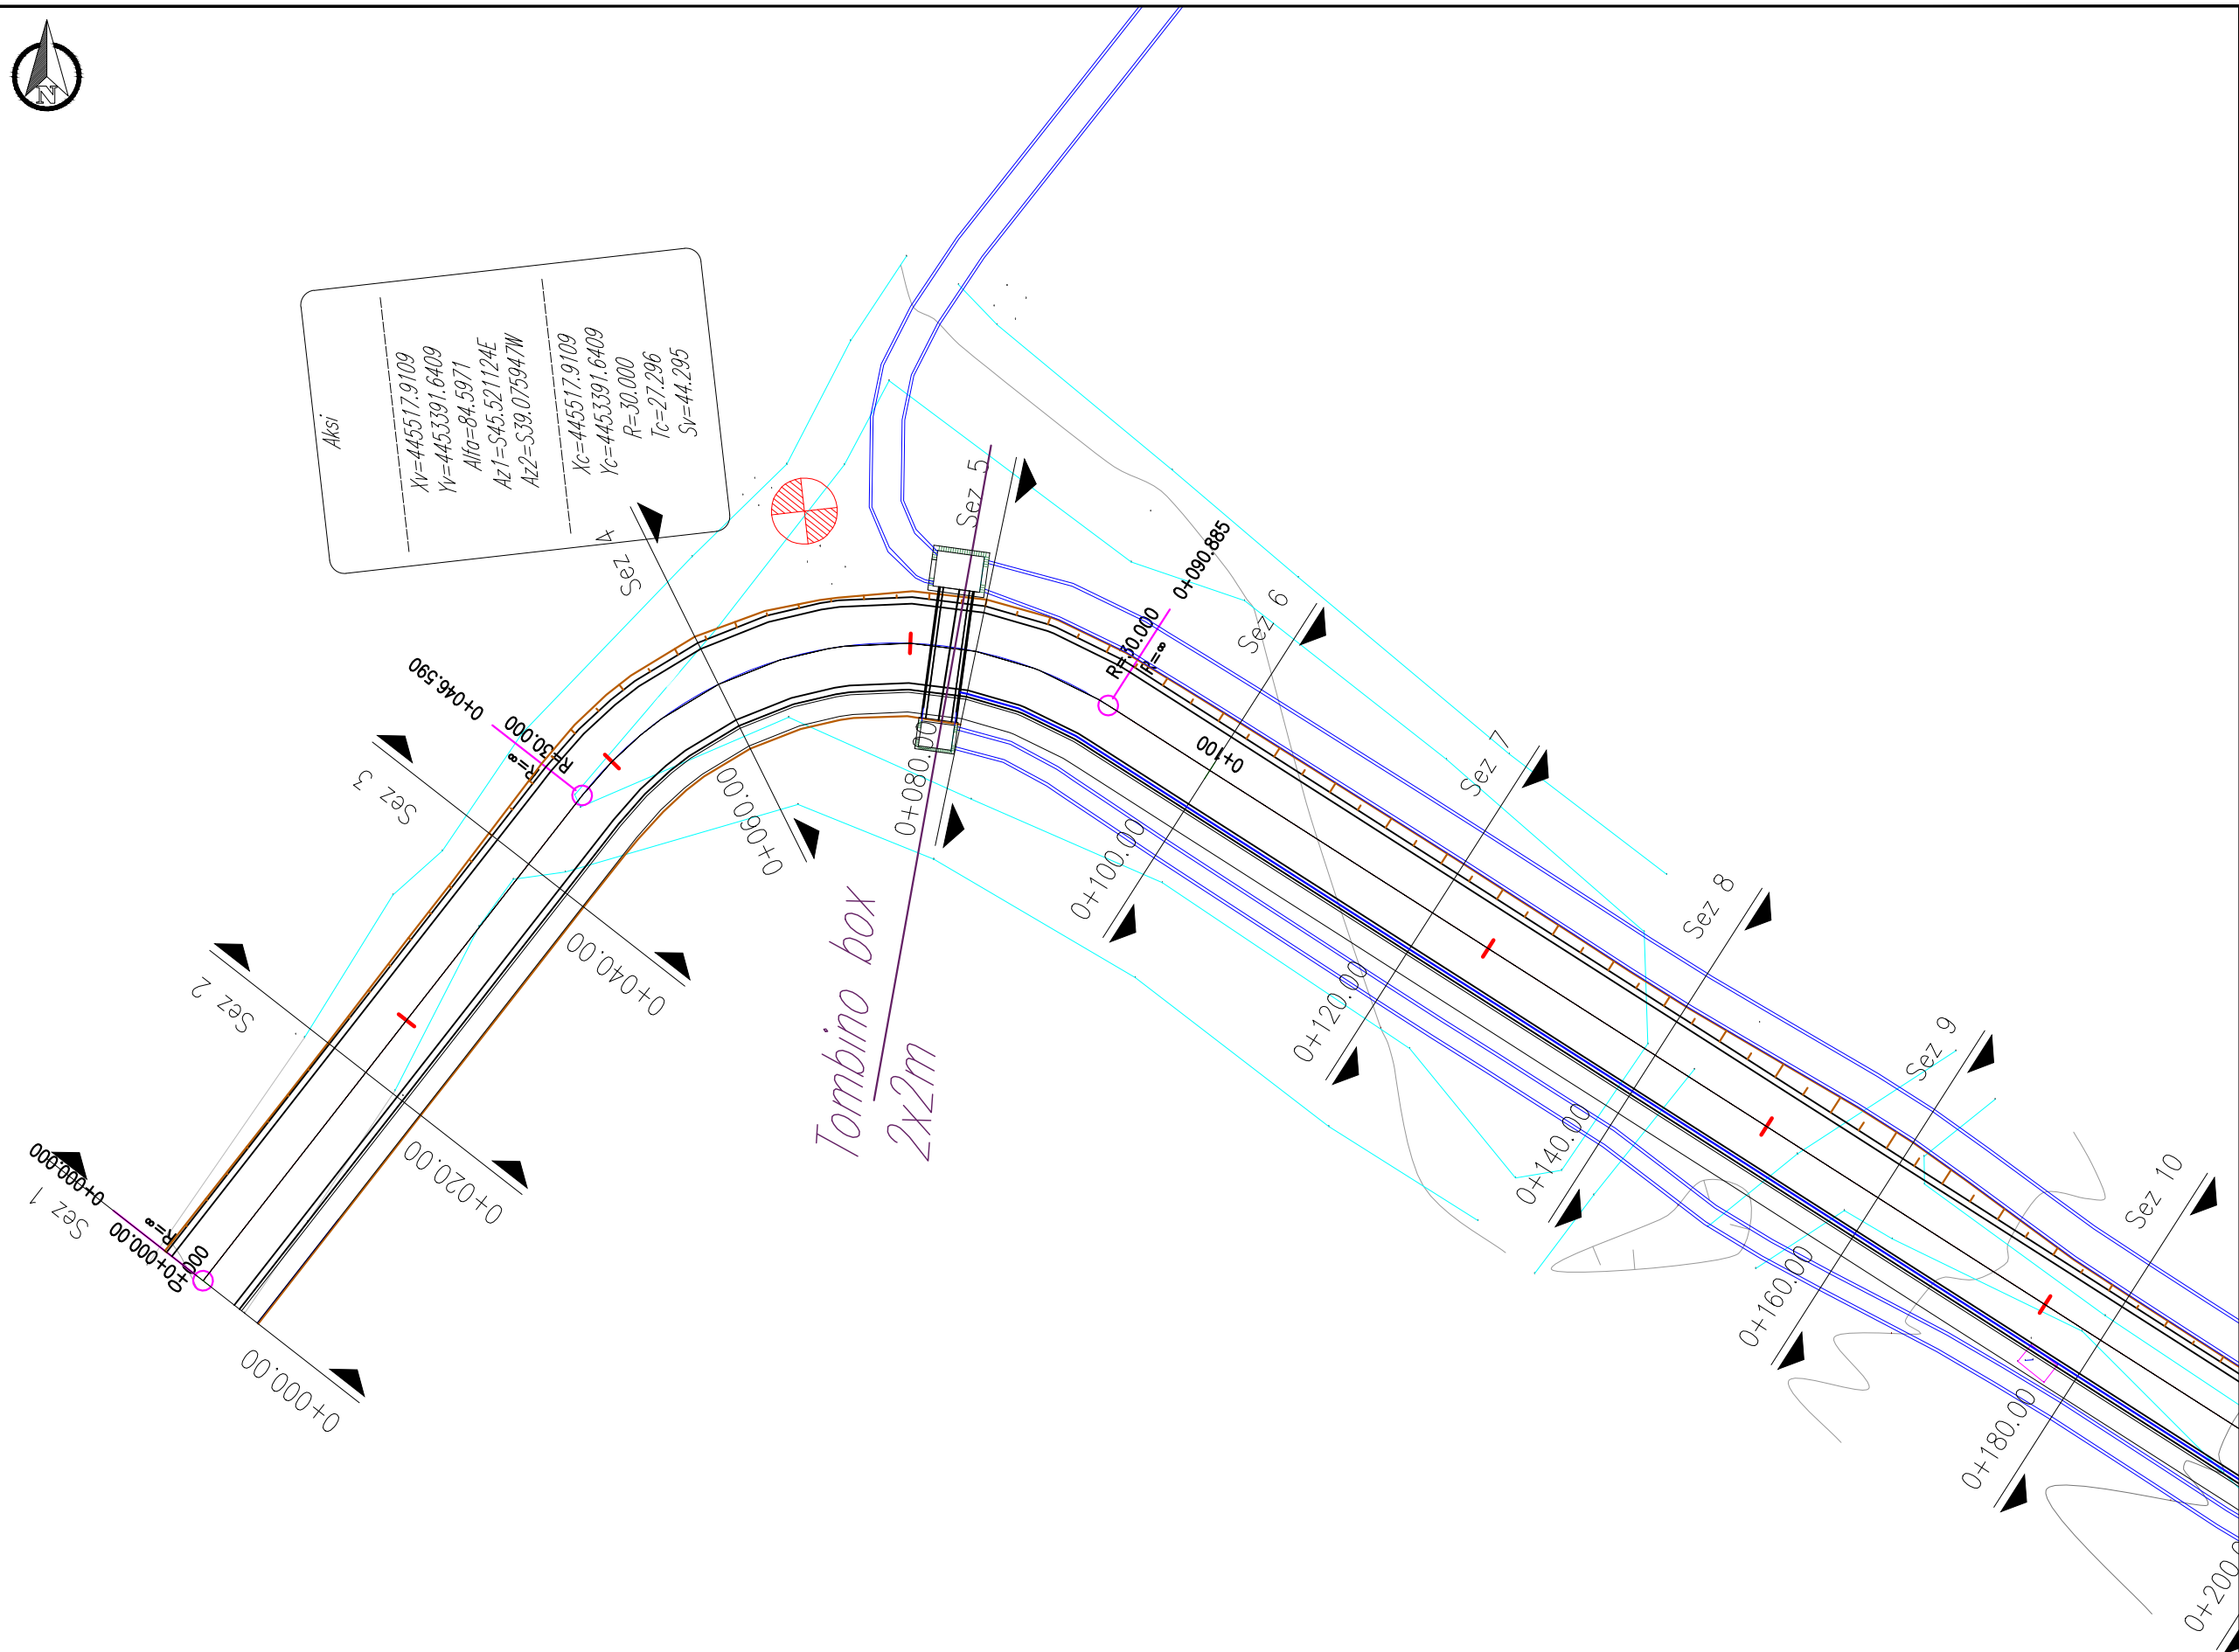 N
Aksi
Xv=445517.9109
Yv=4453391.6409
Alfa=84.5971
Az1=S45.521124E
Az2=S39.075947W
Xc=445517.9109
Yc=4453391.6409
R=30.000
Tc=27.296
Sv=44.295
Sez 1
0+000.000
R=∞
0+000.00
0+000
0+000.00
Sez 2
0+020.00
Sez 3
0+040.00
0+046.590
R=30.000
R=∞
Sez 4
0+060.00
Sez 5
0+080.00
Tombino box
2x2m
0+090.885
R=30.000
R=∞
Sez 6
0+100.00
0+100
Sez 7
0+120.00
Sez 8
0+140.00
Sez 9
0+160.00
Sez 10
0+180.00
0+200.0